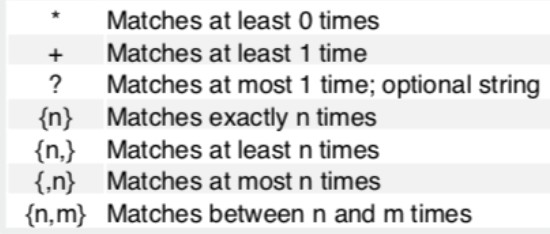 * Matches at least 0 times
+ Matches at least 1 time
? Matches at most 1 time; optional string
{n} Matches exactly n times
{n,} Matches at least n times
{,n} Matches at most n times
{n,m} Matches between n and m times